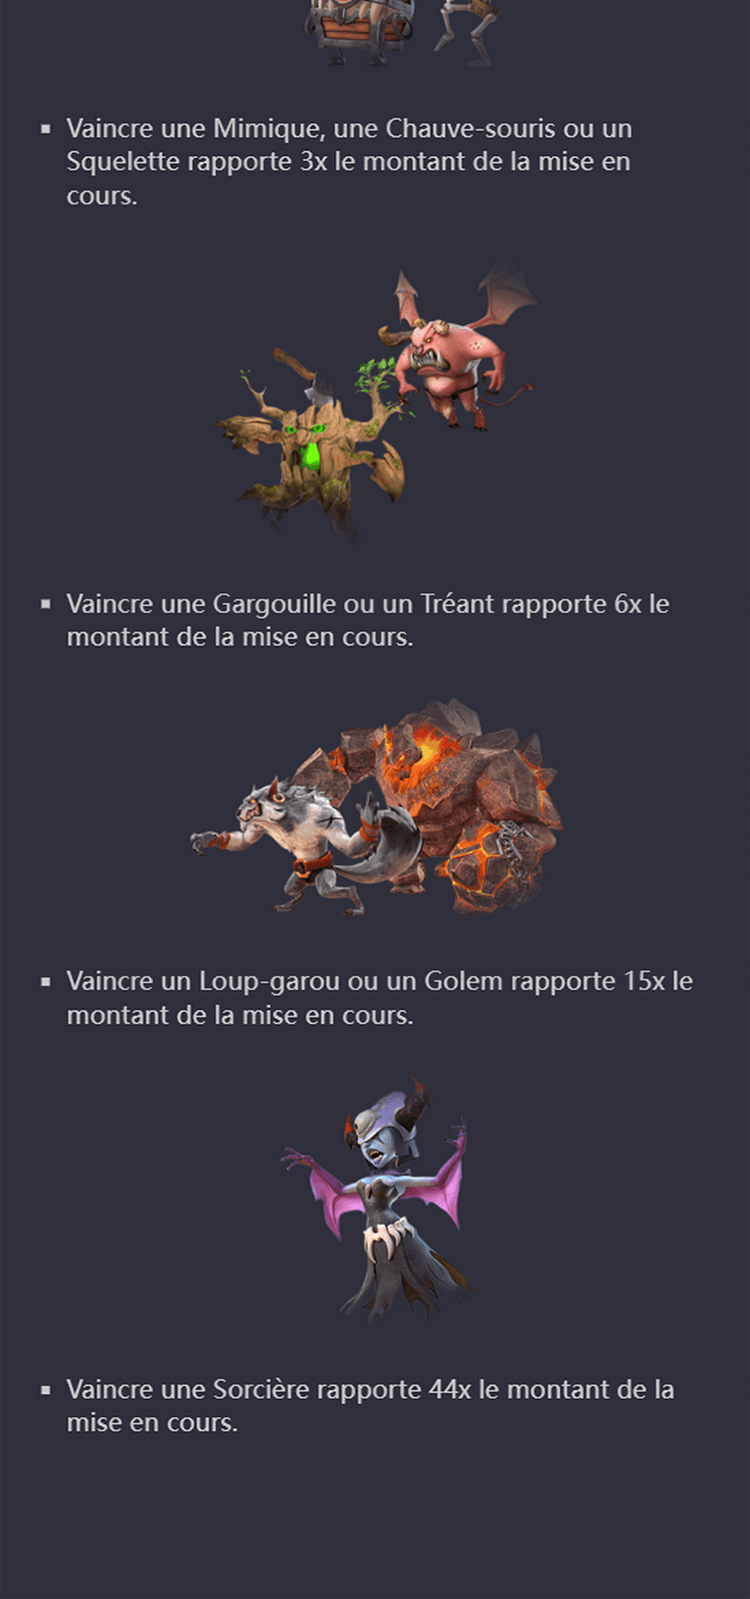 ▪ Vaincre une Mimique, une Chauve-souris ou un
Squelette rapporte 3x le montant de la mise en
cours.
▪ Vaincre une Gargouille ou un Tréant rapporte 6x le
montant de la mise en cours.
▪ Vaincre un Loup-garou ou un Golem rapporte 15x le
montant de la mise en cours.
▪ Vaincre une Sorcière rapporte 44x le montant de la
mise en cours.